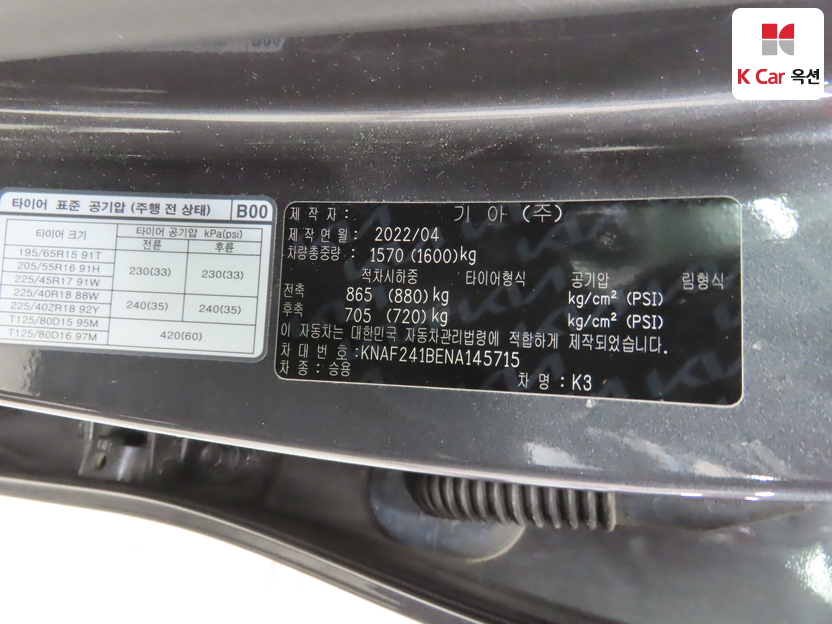 K Car 옥션
B00
타이어 표준 공기압 (주행 전 상태) B00
타이어 크기 타이어 공기압 kPa(psi)
전륜 후륜
195/65R15 91T
205/55R16 91H
225/45R17 91W
230(33) 230(33)
225/40R18 88W
225/40ZR18 92Y
240(35) 240(35)
T125/80D15 95M
T125/80D16 97M
420(60)
제 작 자 : 기 아 (주)
제 작 연 월 : 2022/04
차량총중량 : 1570 (1600)kg
적차시하중 타이어형식 공기압 림형식
전축 865 (880)kg kg/cm² (PSI)
후축 705 (720)kg kg/cm² (PSI)
이 자동차는 대한민국 자동차관리법령에 적합하게 제작되었습니다.
차 대 번 호 :KNAF241BENA145715
차 종 : 승용
차 명 : K3